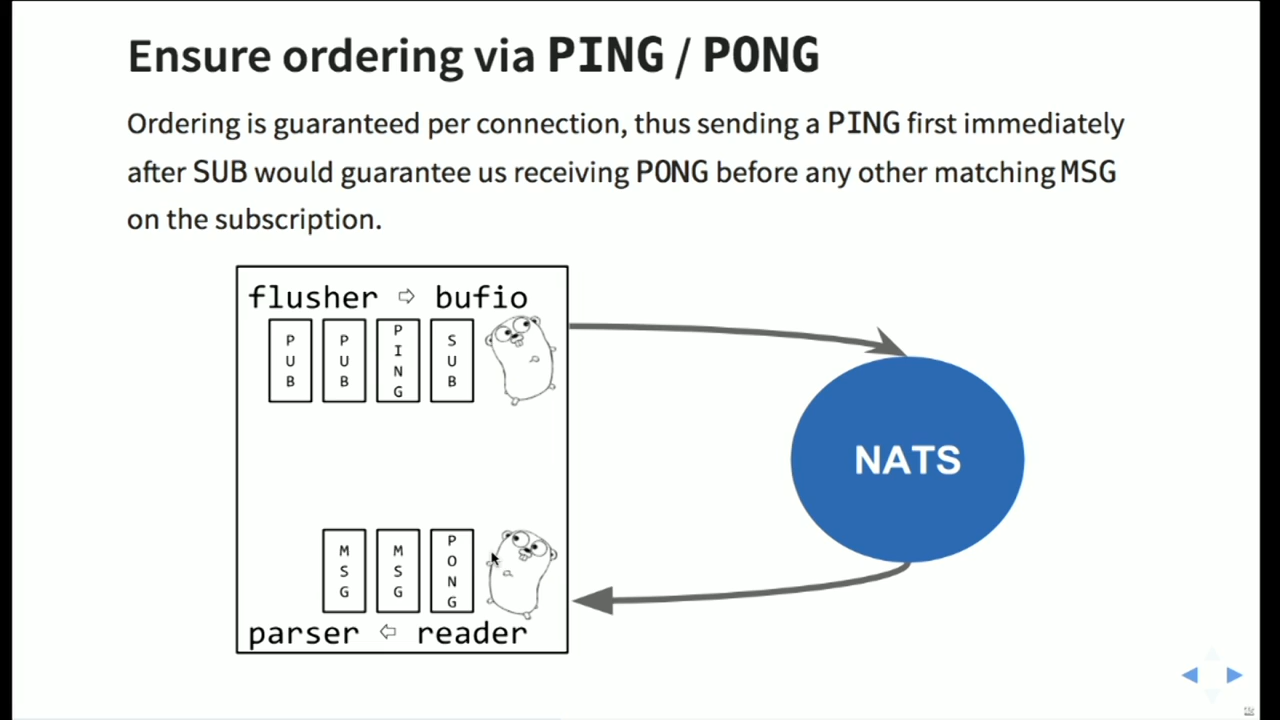 Ensure ordering via PING / PONG
Ordering is guaranteed per connection, thus sending a PING first immediately
after SUB would guarantee us receiving PONG before any other matching MSG
on the subscription.
flusher ⇨ bufio
PUB PUB PING SUB
NATS
MSG MSG PONG
parser ⇦ reader